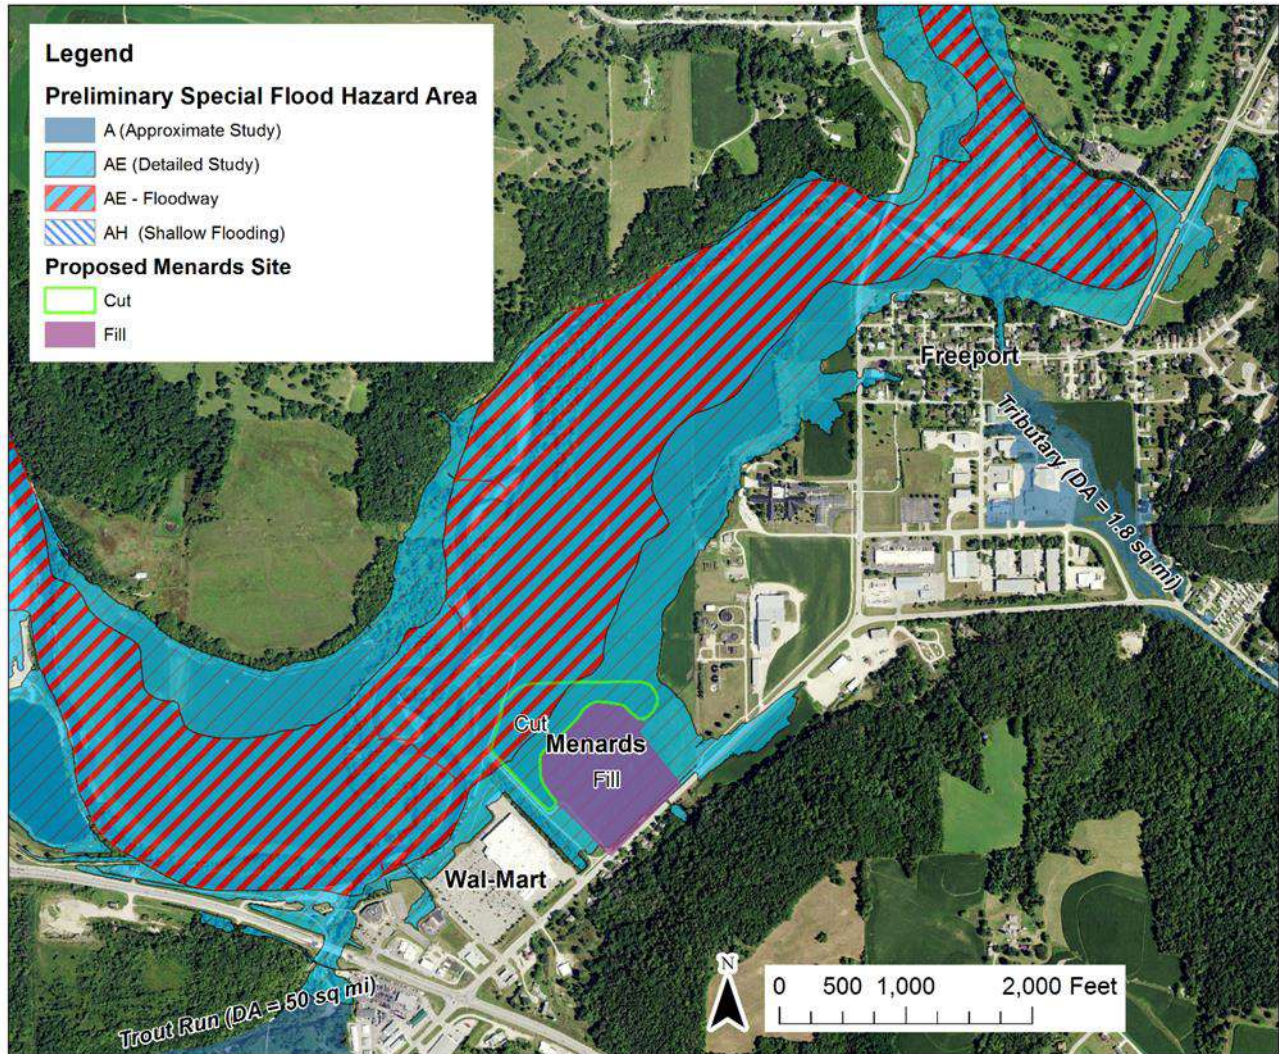 Legend
Preliminary Special Flood Hazard Area
A (Approximate Study)
AE (Detailed Study)
AE - Floodway
AH (Shallow Flooding)
Proposed Menards Site
Cut
Fill
Freeport
Tributary (DA = 1.8 sq mi)
Cut
Menards
Fill
Wal-Mart
Trout Run (DA = 50 sq mi)
N
0 500 1,000 2,000 Feet